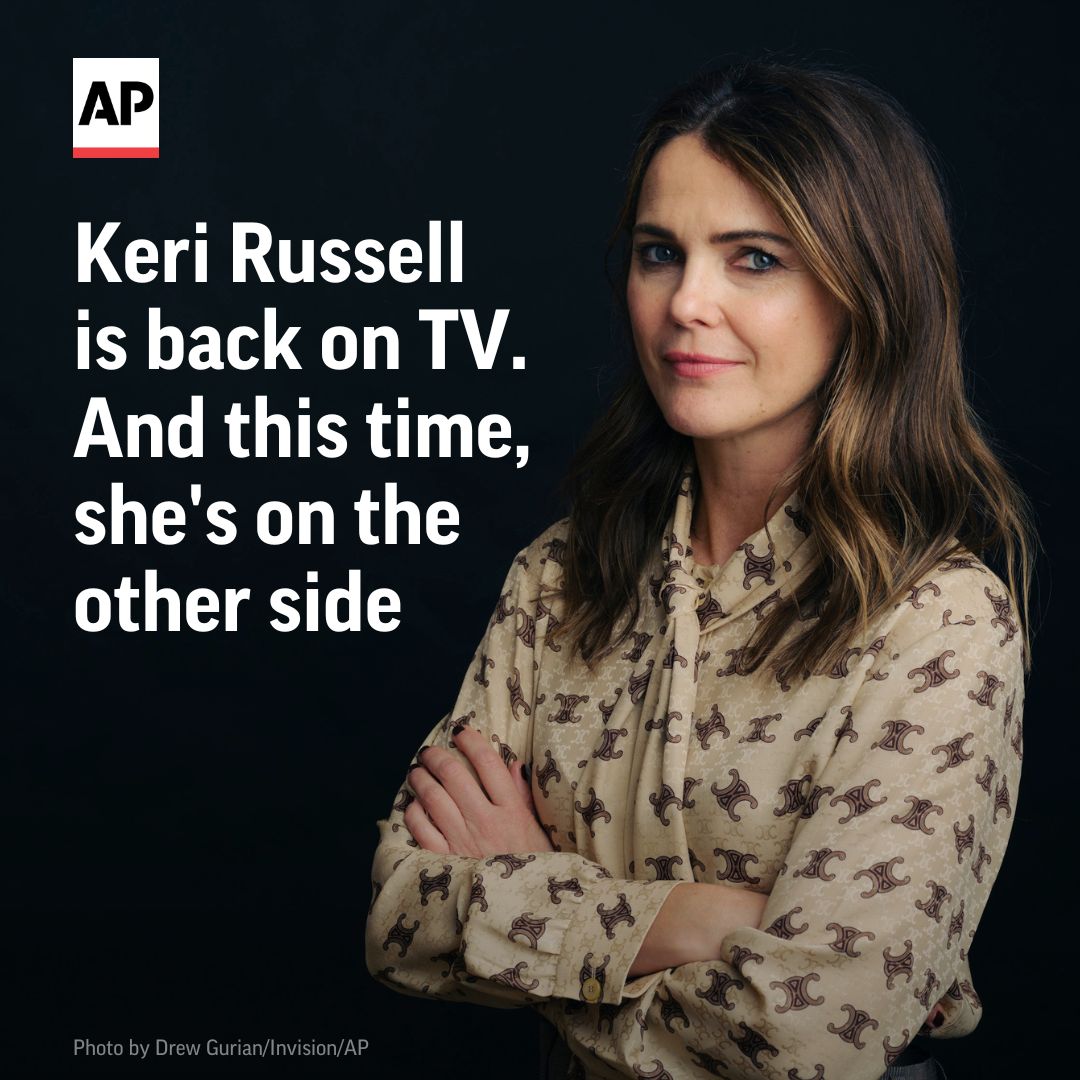 AP
Keri Russell
is back on TV.
And this time,
she's on the
other side
Photo by Drew Gurian/Invision/AP